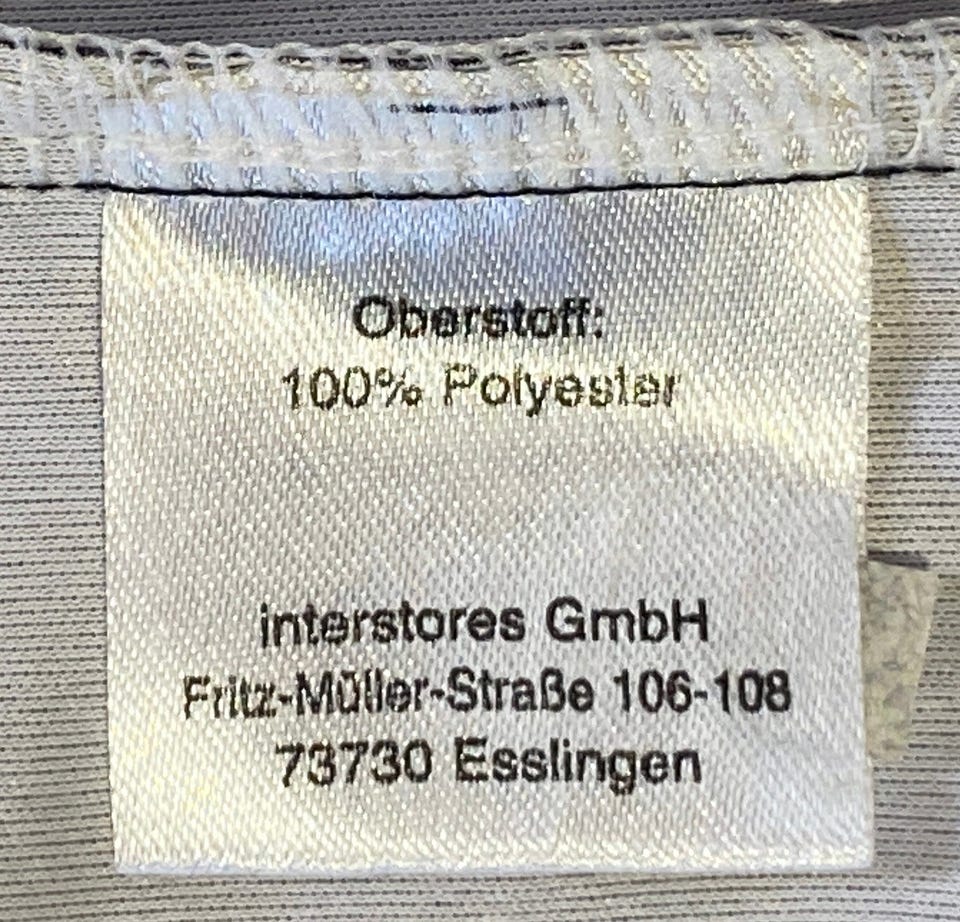 Oberstoff:
100% Polyester
interstores GmbH
Fritz-Müller-Straße 106-108
73730 Esslingen